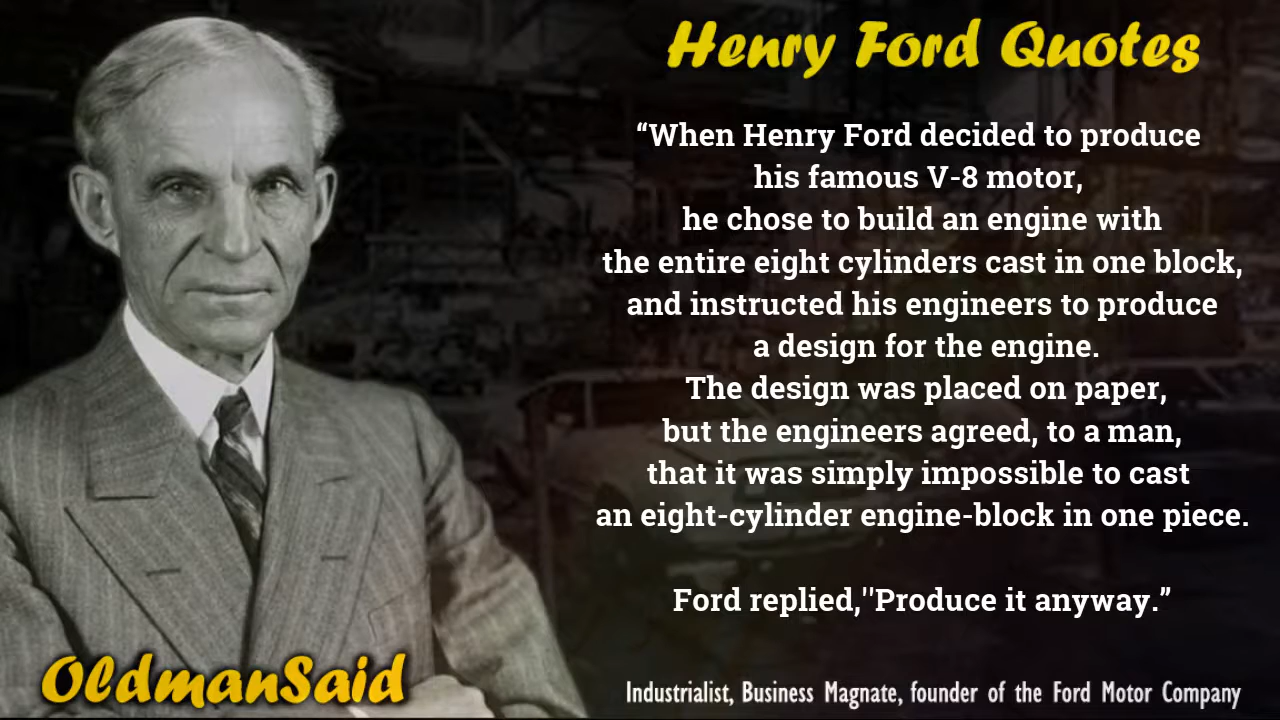 Henry Ford Quotes
“When Henry Ford decided to produce
his famous V-8 motor,
he chose to build an engine with
the entire eight cylinders cast in one block,
and instructed his engineers to produce
a design for the engine.
The design was placed on paper,
but the engineers agreed, to a man,
that it was simply impossible to cast
an eight-cylinder engine-block in one piece.
Ford replied,''Produce it anyway.”
OldmanSaid
Industrialist, Business Magnate, founder of the Ford Motor Company